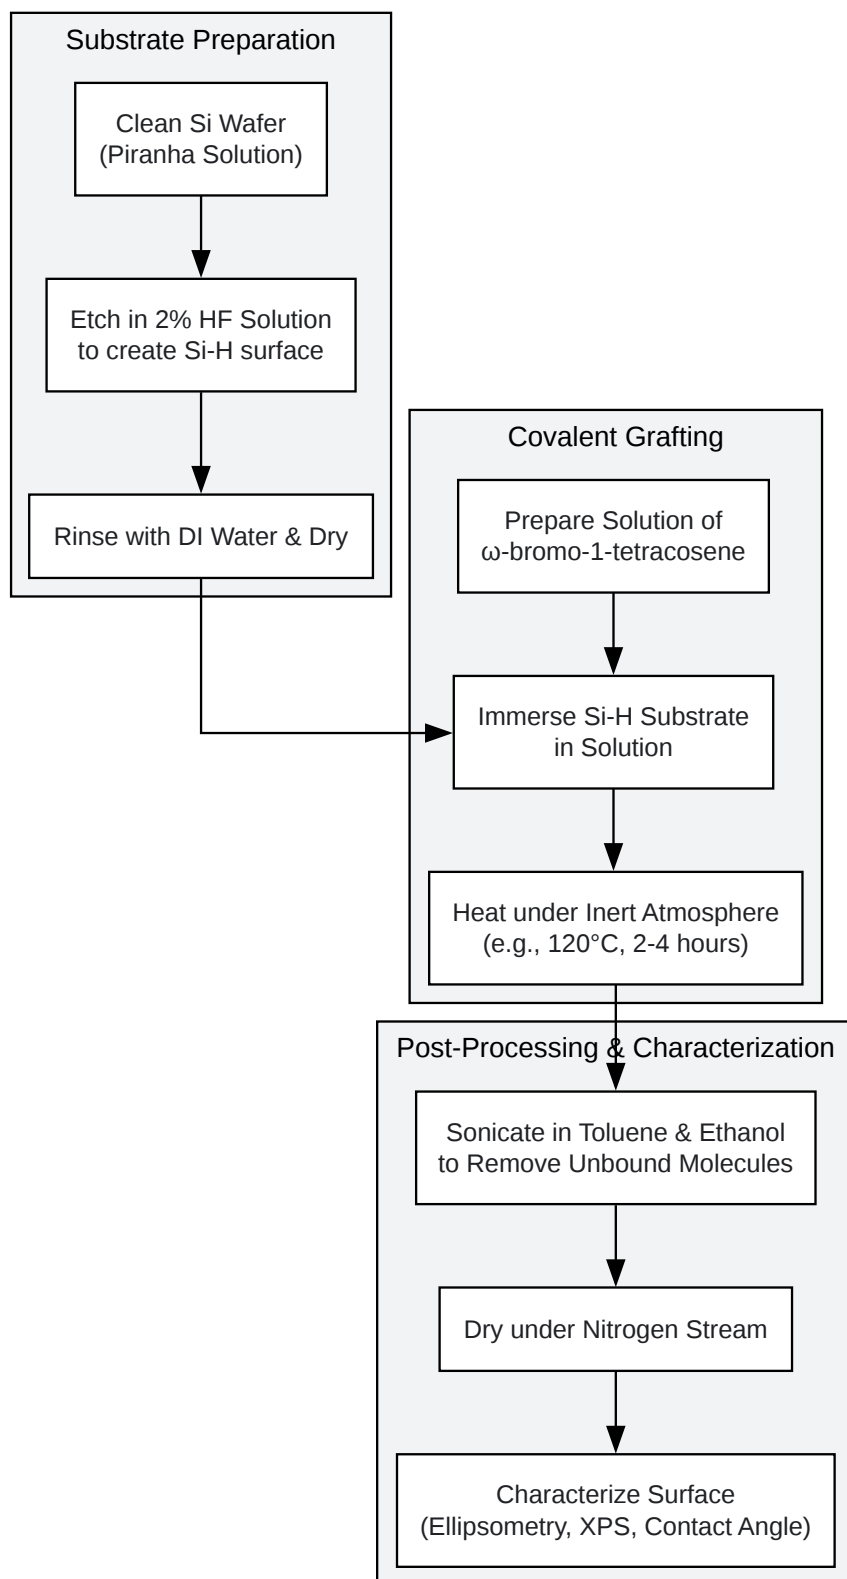 Substrate Preparation
Clean Si Wafer
(Piranha Solution)
Etch in 2% HF Solution
to create Si-H surface
Rinse with DI Water & Dry
Covalent Grafting
Prepare Solution of
ω-bromo-1-tetracosene
Immerse Si-H Substrate
in Solution
Heat under Inert Atmosphere
(e.g., 120°C, 2-4 hours)
Post-Processing & Characterization
Sonicate in Toluene & Ethanol
to Remove Unbound Molecules
Dry under Nitrogen Stream
Characterize Surface
(Ellipsometry, XPS, Contact Angle)